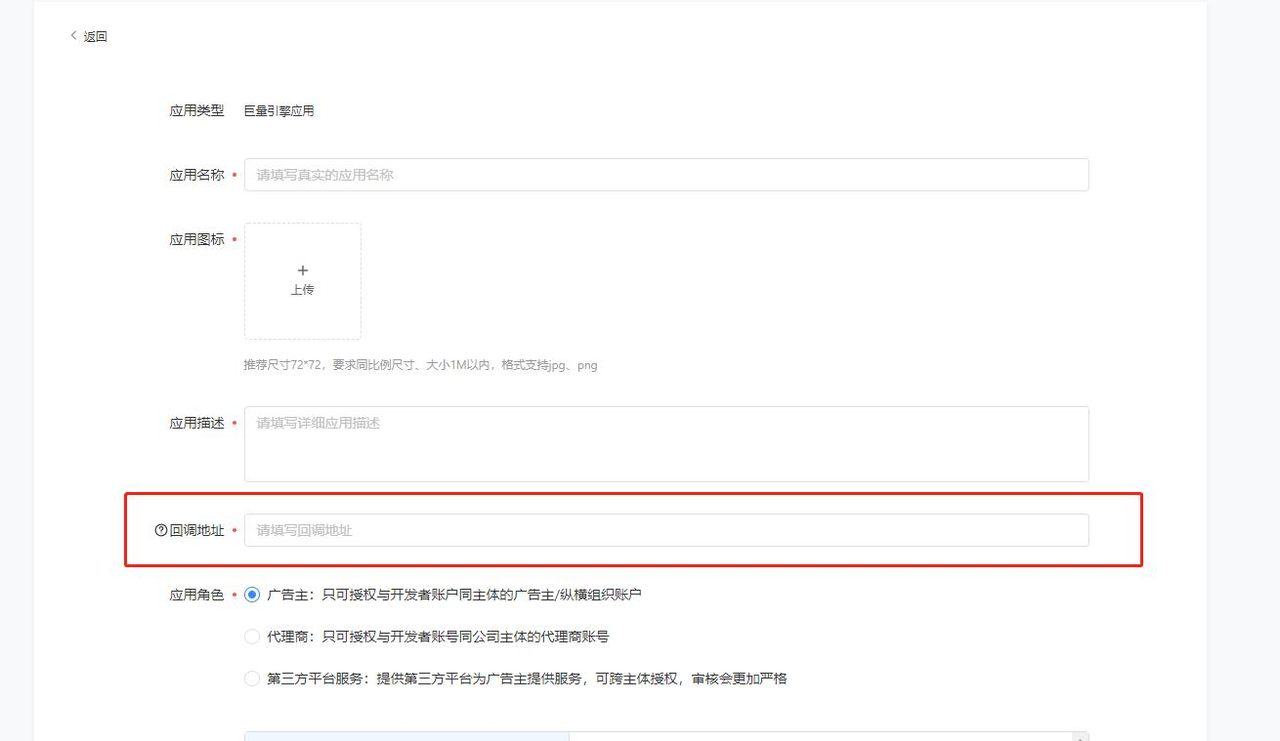 返回
应用类型 巨量引擎应用
应用名称 请填写真实的应用名称
应用图标
+
上传
推荐尺寸72*72，要求同比例尺寸、大小1M以内，格式支持jpg、png
应用描述 请填写详细应用描述
回调地址 请填写回调地址
应用角色 广告主：只可授权与开发者账户同主体的广告主/纵横组织账户
代理商：只可授权与开发者账号同公司主体的代理商账号
第三方平台服务：提供第三方平台为广告主提供服务，可跨主体授权，审核会更加严格